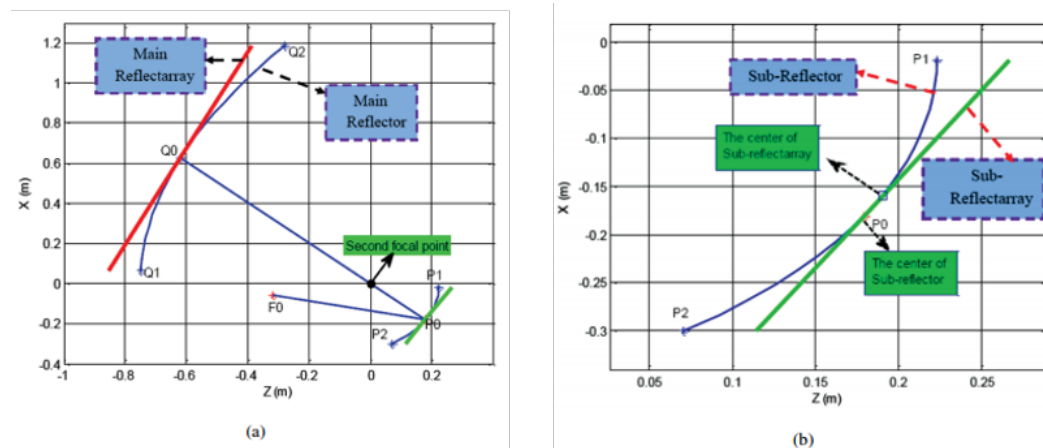 Main
Reflectarray
Main
Reflector
Q2
Q0
Q1
Second focal point
P1
F0
P0
P2
1.2
1
0.8
0.6
0.4
0.2
0
-0.2
-0.4
X (m)
-1
-0.8
-0.6
-0.4
-0.2
0
0.2
Z (m)
(a)
Sub-Reflector
P1
The center of
Sub-reflectarray
Sub-
Reflectarray
P0
The center of
Sub-reflector
P2
0
-0.05
-0.1
-0.15
-0.2
-0.25
-0.3
X (m)
0.05
0.1
0.15
0.2
0.25
Z (m)
(b)